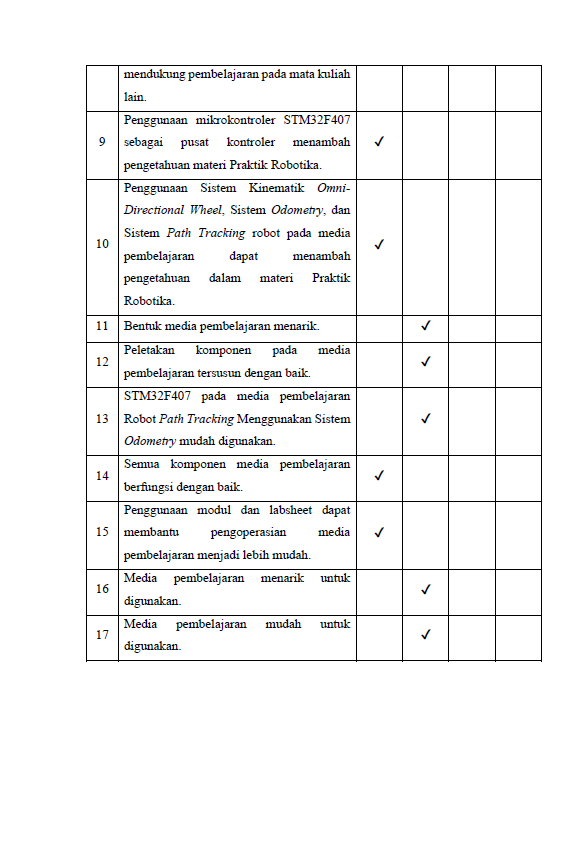 mendukung pembelajaran pada mata kuliah
lain.
9
Penggunaan mikrokontroler STM32F407
sebagai pusat kontroler menambah
pengetahuan materi Praktik Robotika.
✓
10
Penggunaan Sistem Kinematik Omni-
Directional Wheel, Sistem Odometry, dan
Sistem Path Tracking robot pada media
pembelajaran dapat menambah
pengetahuan dalam materi Praktik
Robotika.
✓
11
Bentuk media pembelajaran menarik.
✓
12
Peletakan komponen pada media
pembelajaran tersusun dengan baik.
✓
13
STM32F407 pada media pembelajaran
Robot Path Tracking Menggunakan Sistem
Odometry mudah digunakan.
✓
14
Semua komponen media pembelajaran
berfungsi dengan baik.
✓
15
Penggunaan modul dan labsheet dapat
membantu pengoperasian media
pembelajaran menjadi lebih mudah.
✓
16
Media pembelajaran menarik untuk
digunakan.
✓
17
Media pembelajaran mudah untuk
digunakan.
✓